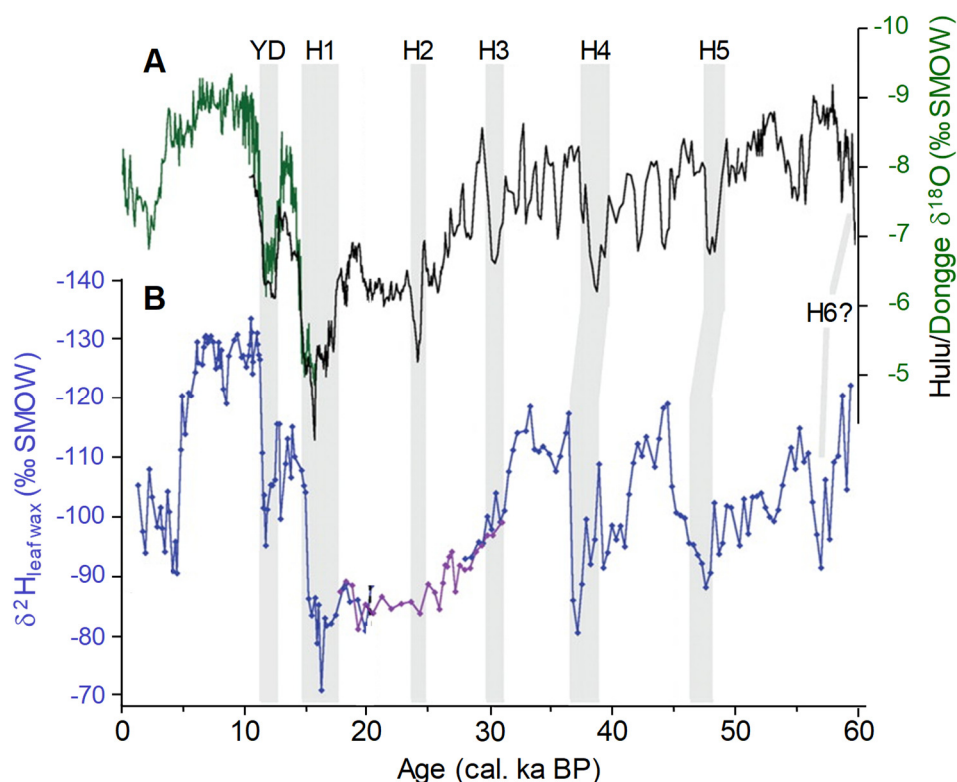 A
YD
H1
H2
H3
H4
H5
-10
-9
-8
-7
-6
-5
Hulu/Dongge δ18O (‰ SMOW)
H6?
B
-140
-130
-120
-110
-100
-90
-80
-70
δ2Hleaf wax (‰ SMOW)
0
10
20
30
40
50
60
Age (cal. ka BP)